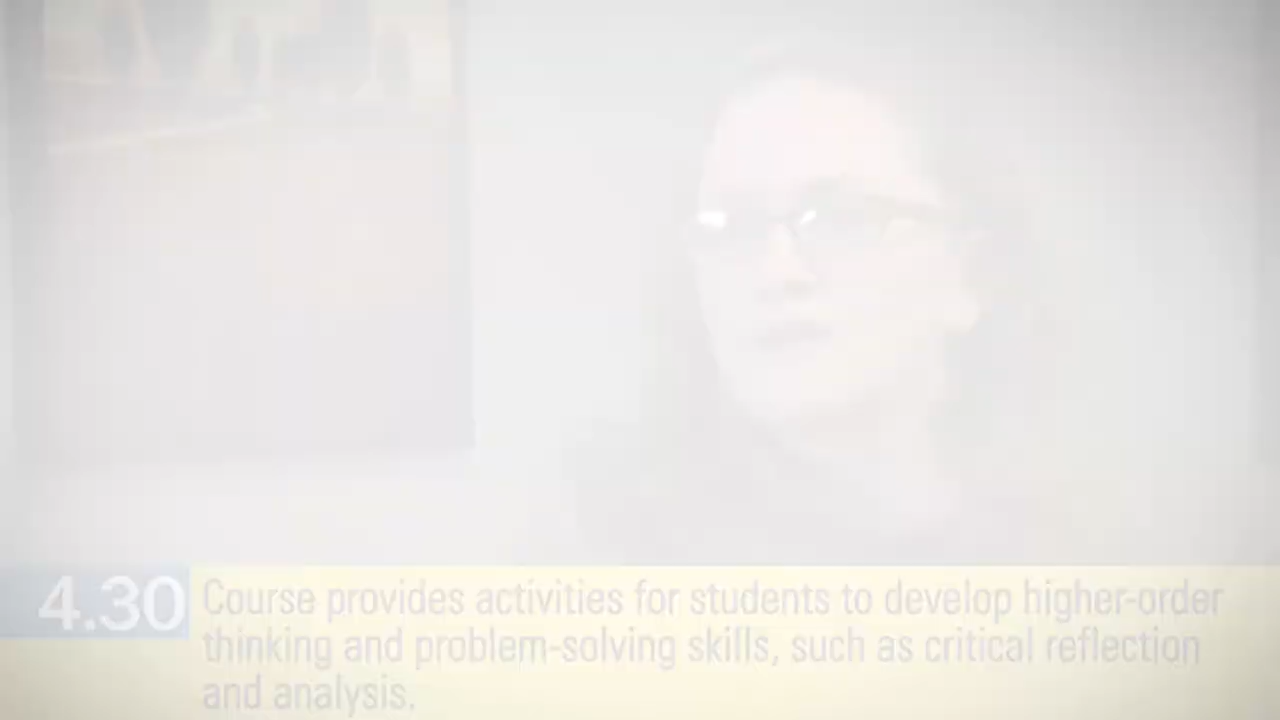 4.30 Course provides activities for students to develop higher-order
thinking and problem-solving skills, such as critical reflection
and analysis.